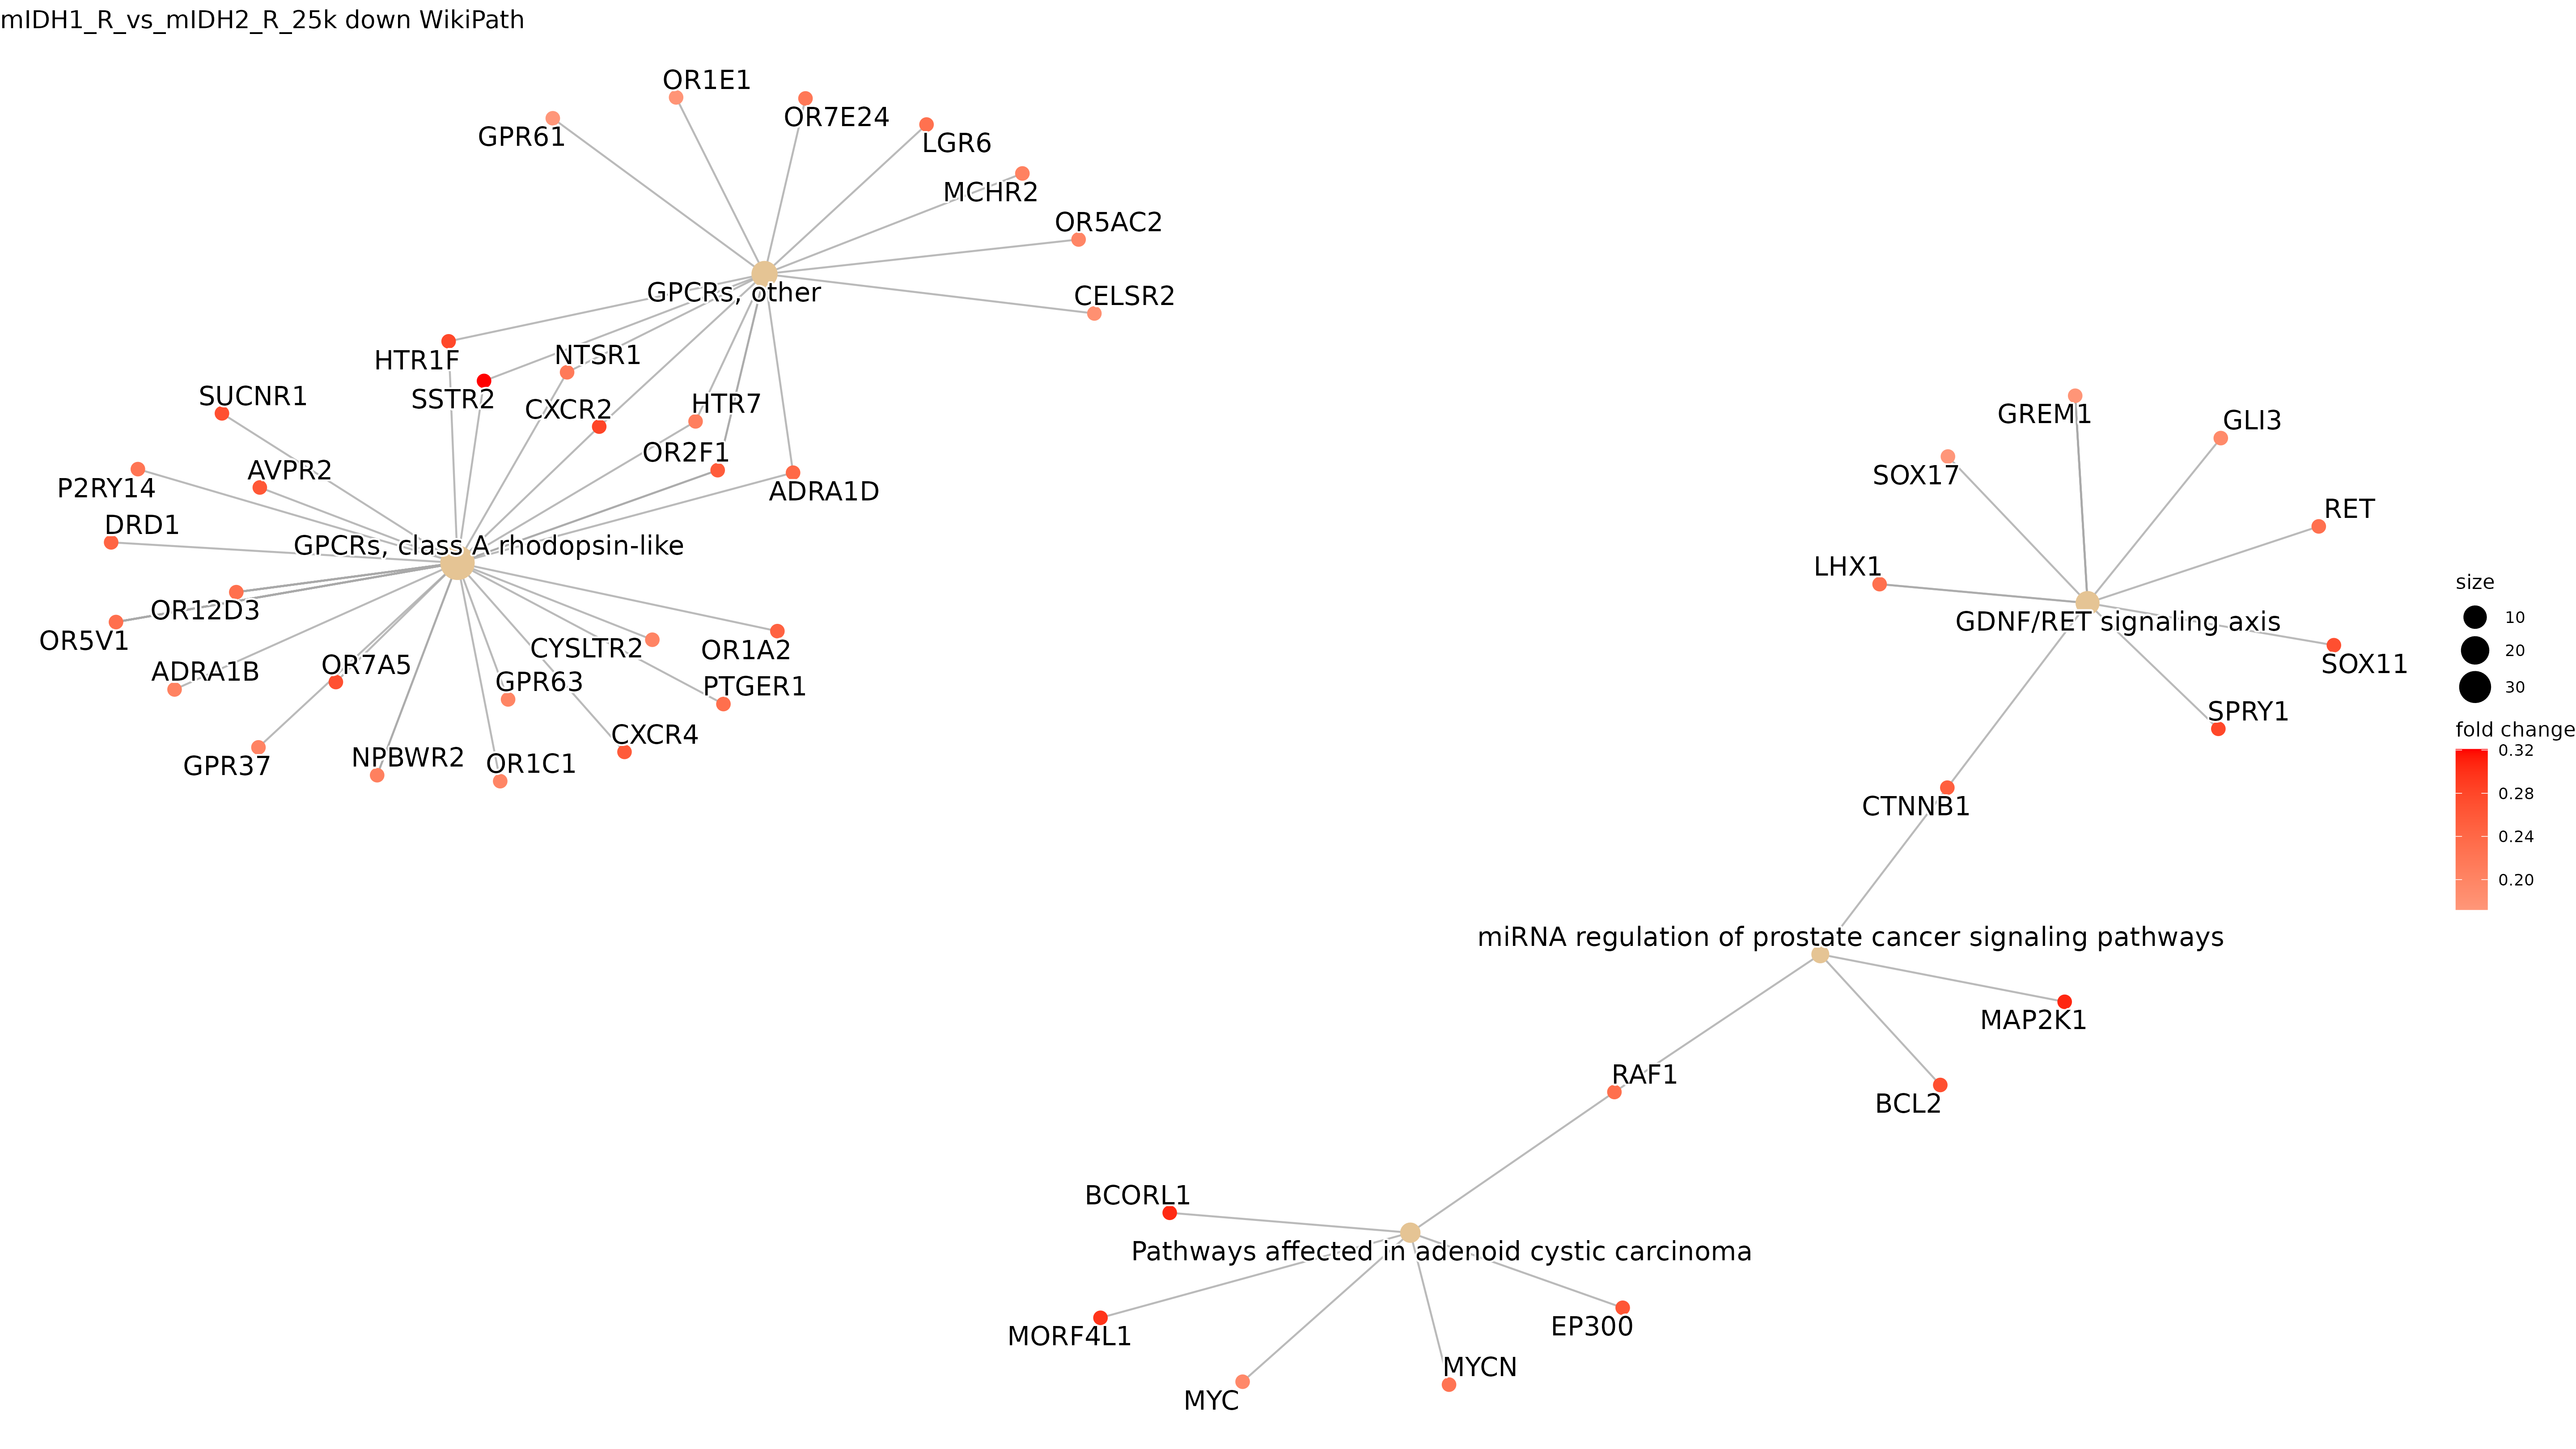 mIDH1_R_vs_mIDH2_R_25k down WikiPath
OR1E1
GPR61
OR7E24
LGR6
MCHR2
OR5AC2
CELSR2
GPCRs, other
HTR1F
NTSR1
SSTR2
CXCR2
HTR7
SUCNR1
OR2F1
AVPR2
P2RY14
ADRA1D
DRD1
GPCRs, class A rhodopsin-like
OR12D3
OR5V1
ADRA1B
OR7A5
CYSLTR2
OR1A2
GPR63
PTGER1
CXCR4
GPR37
NPBWR2
OR1C1
GREM1
GLI3
SOX17
RET
LHX1
GDNF/RET signaling axis
SOX11
SPRY1
CTNNB1
miRNA regulation of prostate cancer signaling pathways
MAP2K1
RAF1
BCL2
BCORL1
Pathways affected in adenoid cystic carcinoma
MORF4L1
EP300
MYCN
MYC
size
10
20
30
fold change
0.32
0.28
0.24
0.20